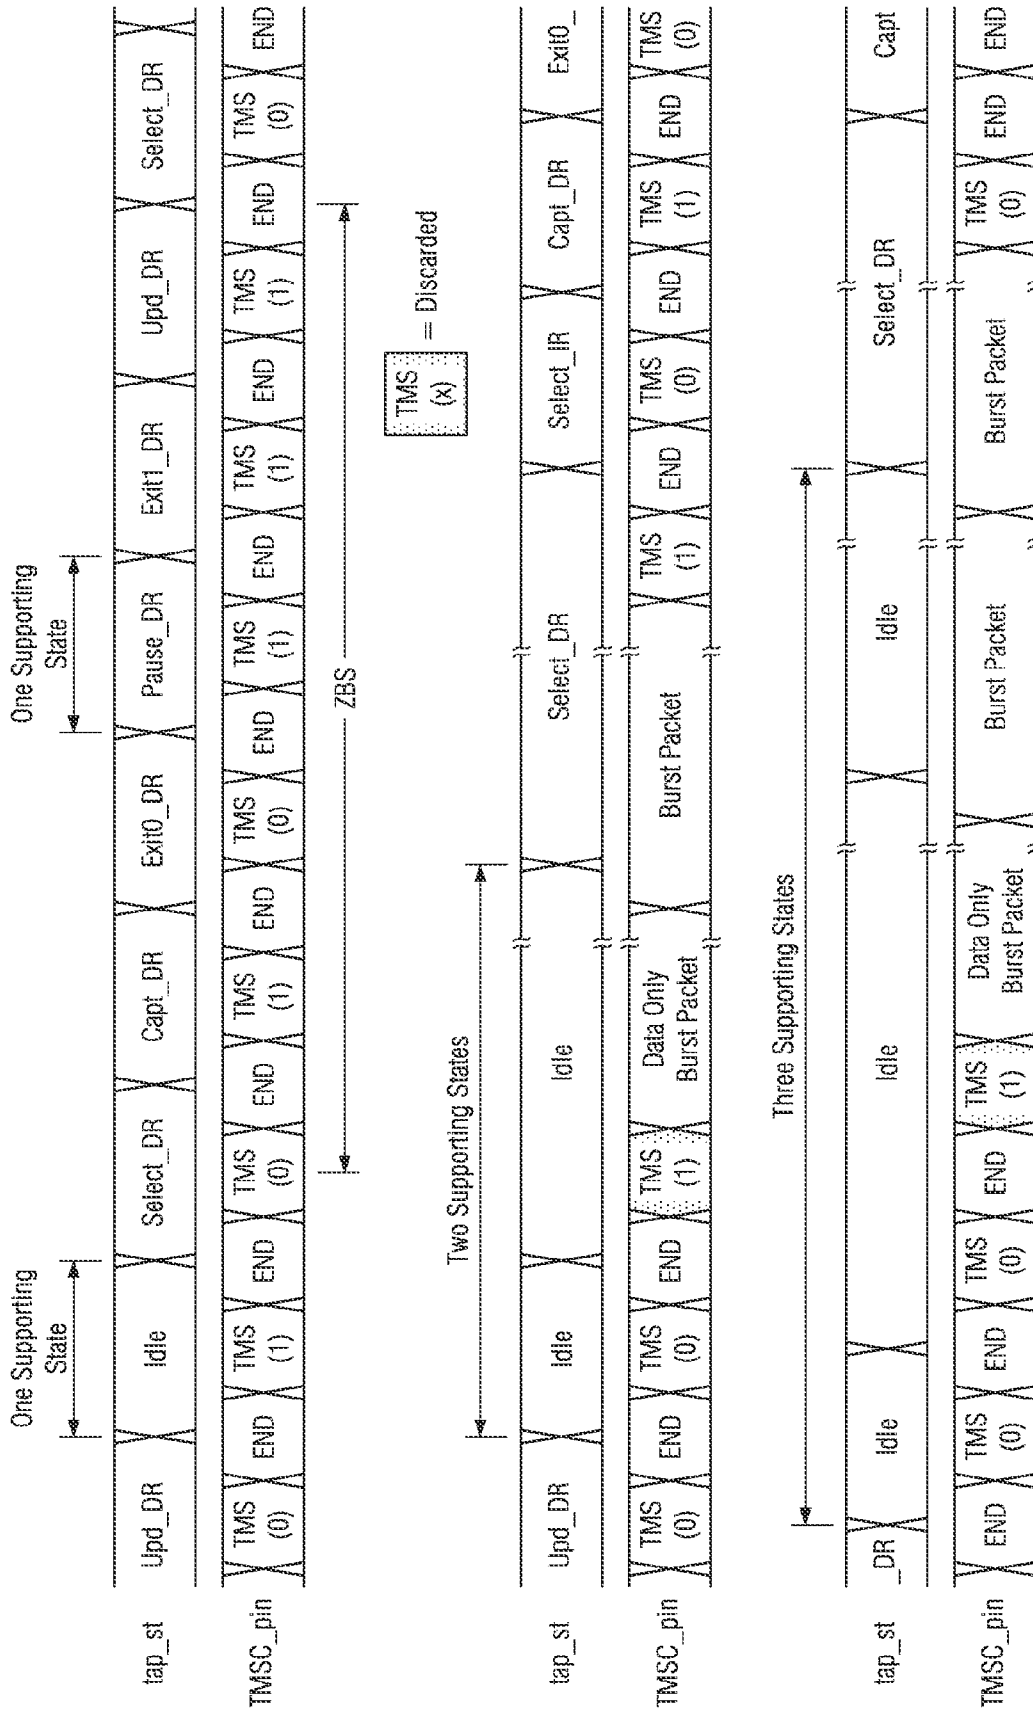 One Supporting
State
One Supporting
State
tap_st
Upd_DR
Idle
Select_DR
Capt_DR
Exit0_DR
Pause_DR
Exit1_DR
Upd_DR
Select_DR
TMSC_pin
TMS
(0)
END
TMS
(1)
END
TMS
(0)
END
TMS
(1)
END
TMS
(0)
END
TMS
(1)
END
TMS
(1)
END
TMS
(1)
END
TMS
(0)
END
ZBS
TMS
(x)
= Discarded
Two Supporting States
tap_st
Upd_DR
Idle
Idle
Select_DR
Select_IR
Capt_DR
Exit0_
TMSC_pin
TMS
(0)
END
TMS
(0)
END
TMS
(1)
Data Only
Burst Packet
Burst Packet
TMS
(1)
END
TMS
(0)
END
TMS
(1)
END
TMS
(0)
Three Supporting States
tap_st
_DR
Idle
Idle
Idle
Select_DR
Capt
TMSC_pin
END
TMS
(0)
END
TMS
(0)
END
TMS
(1)
Data Only
Burst Packet
Burst Packet
Burst Packet
TMS
(0)
END
END